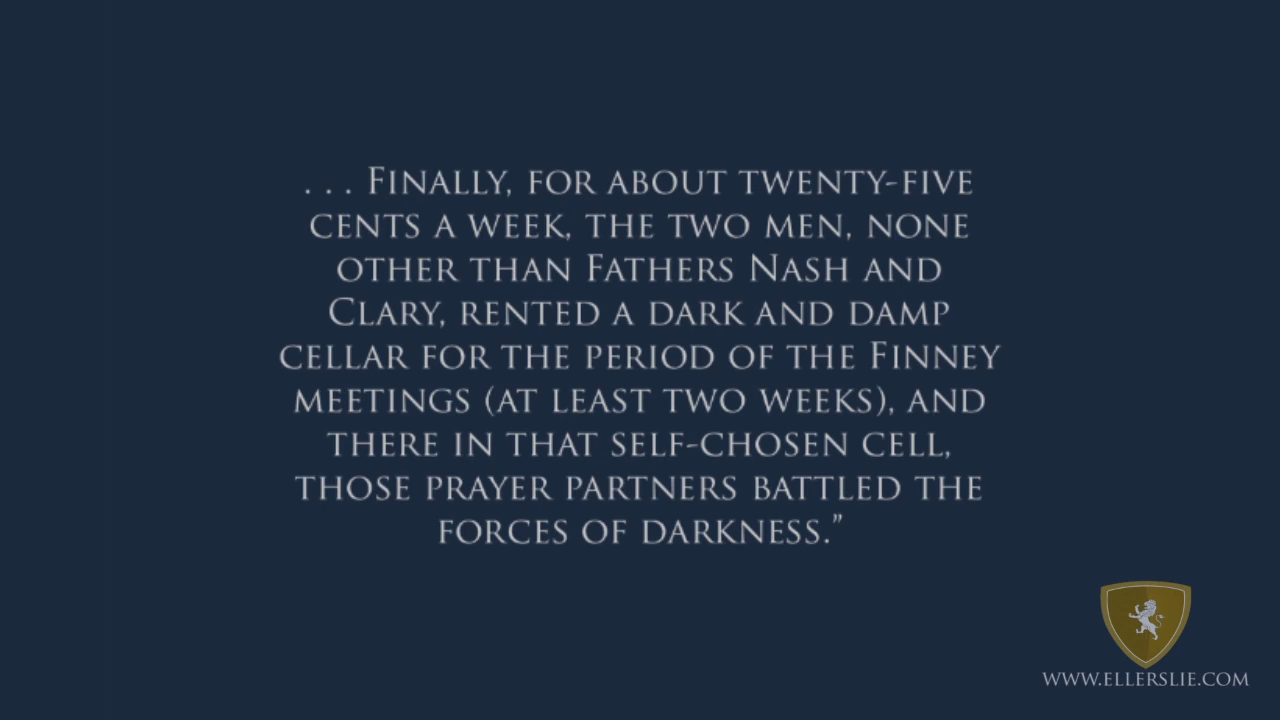 . . . Finally, for about twenty-five
cents a week, the two men, none
other than Fathers Nash and
Clary, rented a dark and damp
cellar for the period of the Finney
meetings (at least two weeks), and
there in that self-chosen cell,
those prayer partners battled the
forces of darkness.”
www.ellerslie.com